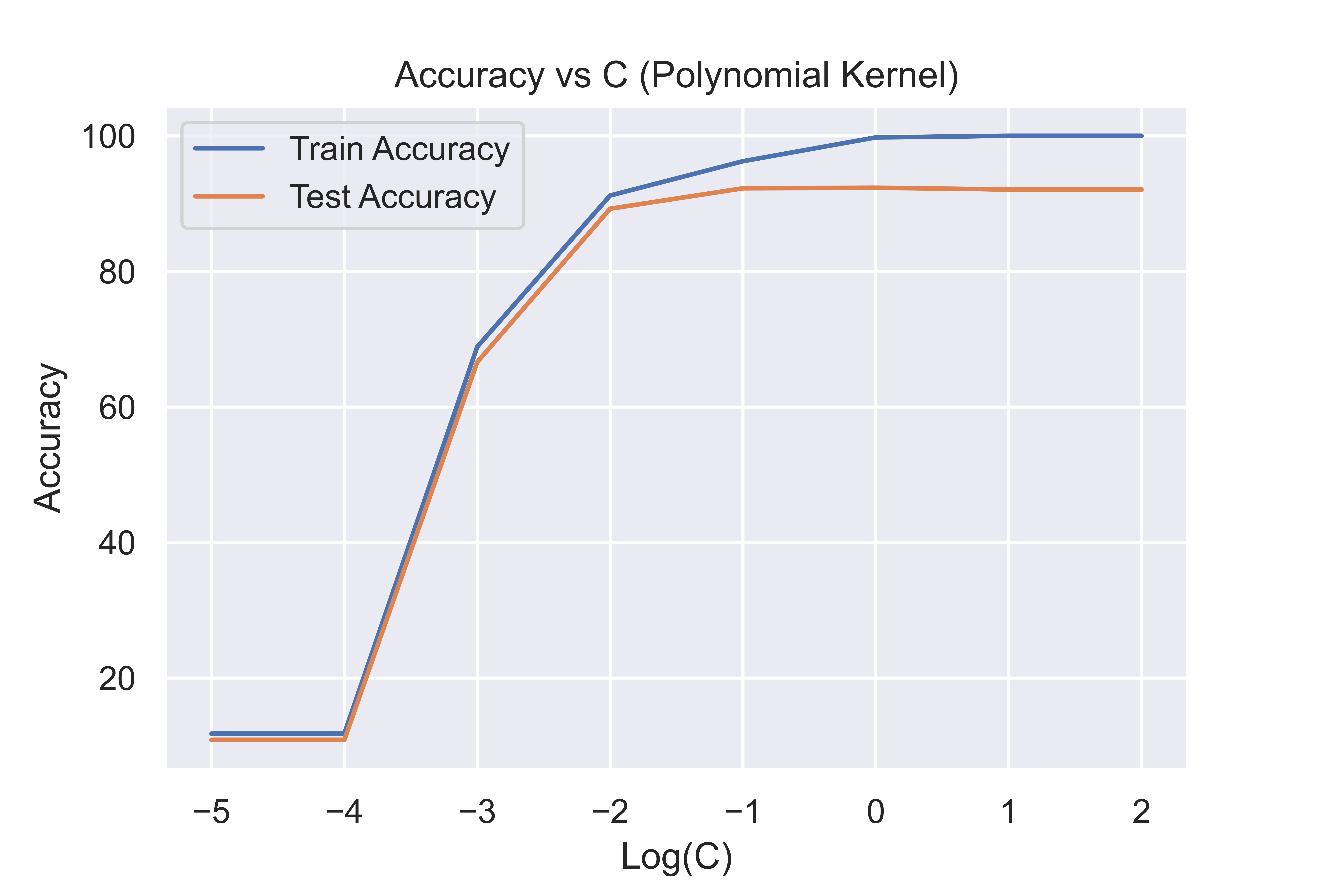 Accuracy vs C (Polynomial Kernel)
Train Accuracy
Test Accuracy
100
80
60
40
20
Accuracy
−5 −4 −3 −2 −1 0 1 2
Log(C)